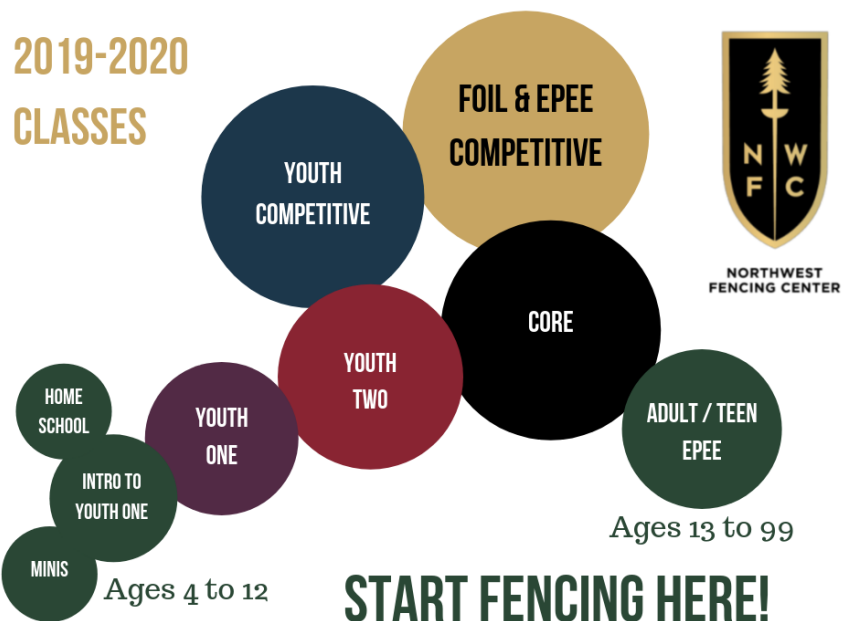 2019-2020
CLASSES
FOIL & EPEE
COMPETITIVE
N W
F C
NORTHWEST
FENCING CENTER
YOUTH
COMPETITIVE
CORE
YOUTH
TWO
HOME
SCHOOL
YOUTH
ONE
ADULT / TEEN
EPEE
INTRO TO
YOUTH ONE
Ages 13 to 99
MINIS
Ages 4 to 12
START FENCING HERE!